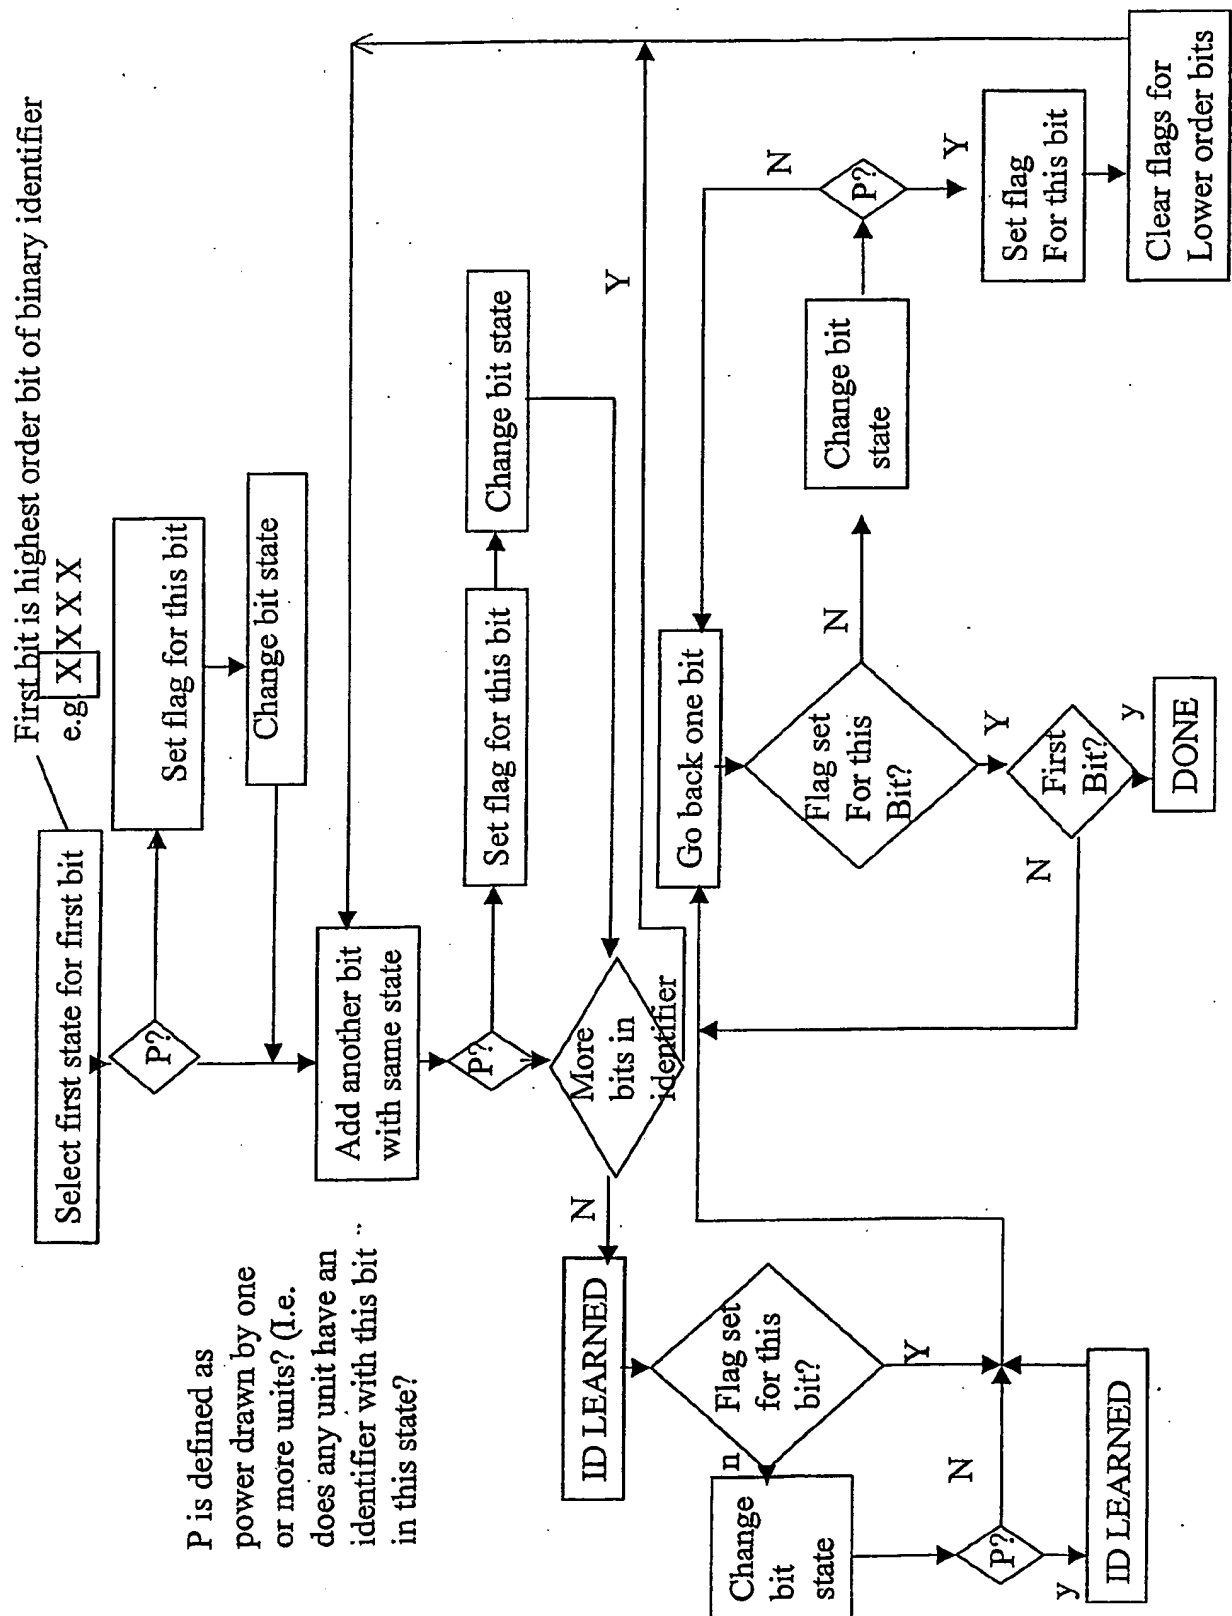 First bit is highest order bit of binary identifier
e.g. X X X X
Select first state for first bit
P?
Set flag for this bit
Change bit state
Add another bit
with same state
P is defined as
power drawn by one
or more units? (I.e.
does any unit have an
identifier with this bit
in this state?
P?
Set flag for this bit
Change bit state
More
bits in
identifier
Y
N
ID LEARNED
Flag set
for this
bit?
Y
n
Change
bit
state
P?
N
y
ID LEARNED
Go back one bit
Flag set
For this
Bit?
N
Y
First
Bit?
N
y
DONE
Change bit
state
P?
N
Y
Set flag
For this bit
Clear flags for
Lower order bits